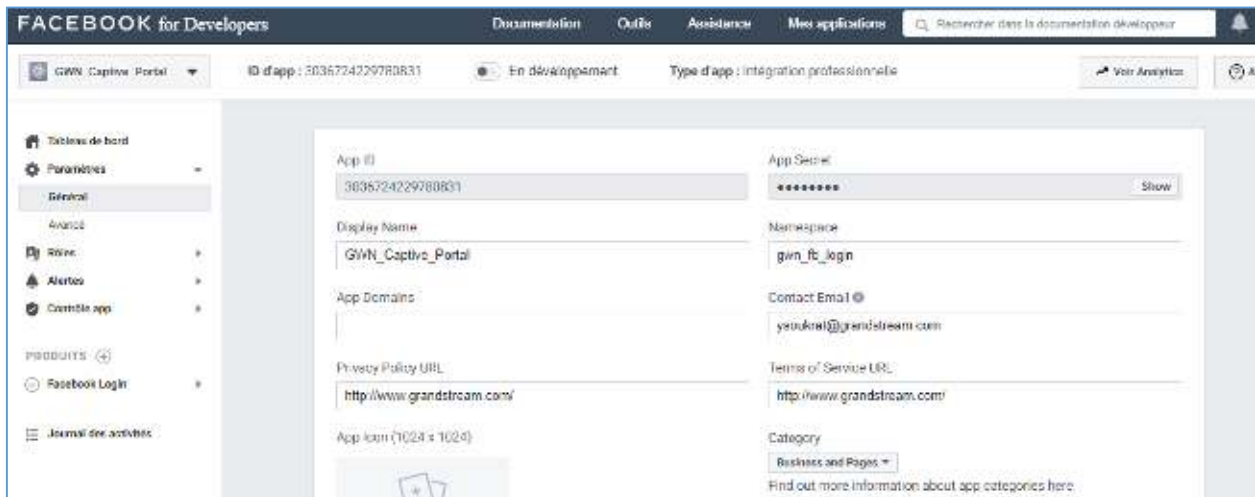 FACEBOOK for Developers
Documentation Outils Assistance Mes applications Rechercher dans la documentation développeur
GWN_Captive_Portal ID d'app : 3036724229780831 En développement Type d'app : Intégration professionnelle Voir Analytics
Tableau de bord
Paramètres
Général
Avancé
Rôles
Alertes
Contrôle app
PRODUITS
Facebook Login
Journal des activités
App ID App Secret
3036724229780831 •••••••• Show
Display Name Namespace
GWN_Captive_Portal gwn_fb_login
App Domains Contact Email
@grandstream.com
Privacy Policy URL Terms of Service URL
http://www.grandstream.com/ http://www.grandstream.com/
App Icon (1024 x 1024) Category
Business and Pages
Find out more information about app categories here